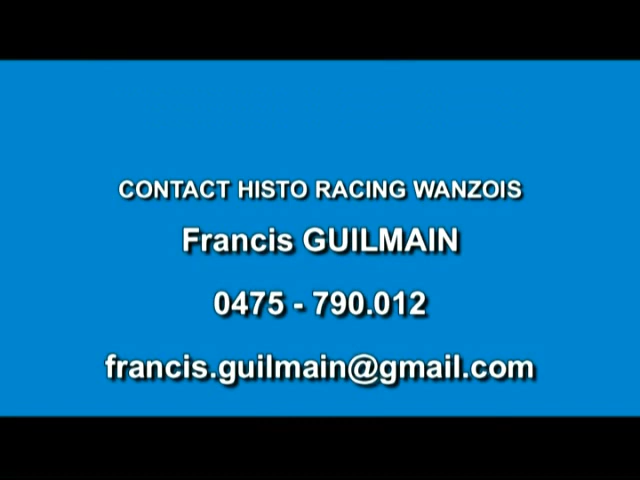 CONTACT HISTO RACING WANZOIS
Francis GUILMAIN
0475 - 790.012
francis.guilmain@gmail.com